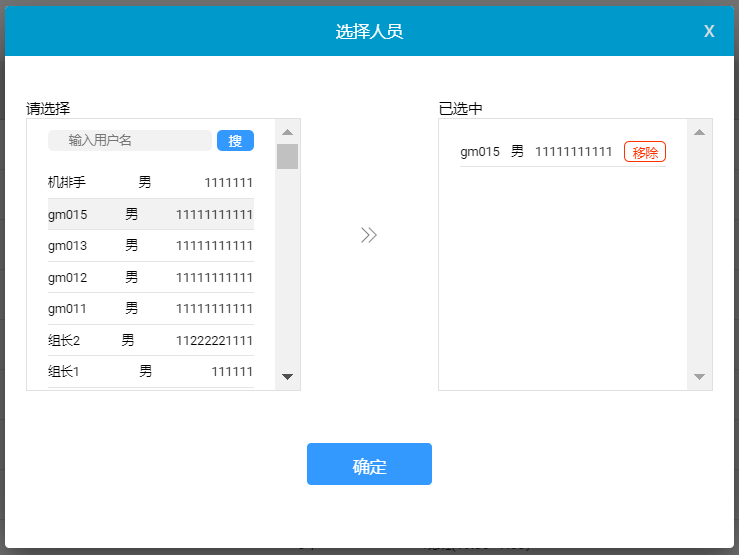 选择人员 X
请选择
输入用户名 搜
机排手 男 1111111
gm015 男 11111111111
gm013 男 11111111111
gm012 男 11111111111
gm011 男 11111111111
组长2 男 11222221111
组长1 男 111111
已选中
gm015 男 11111111111 移除
确定